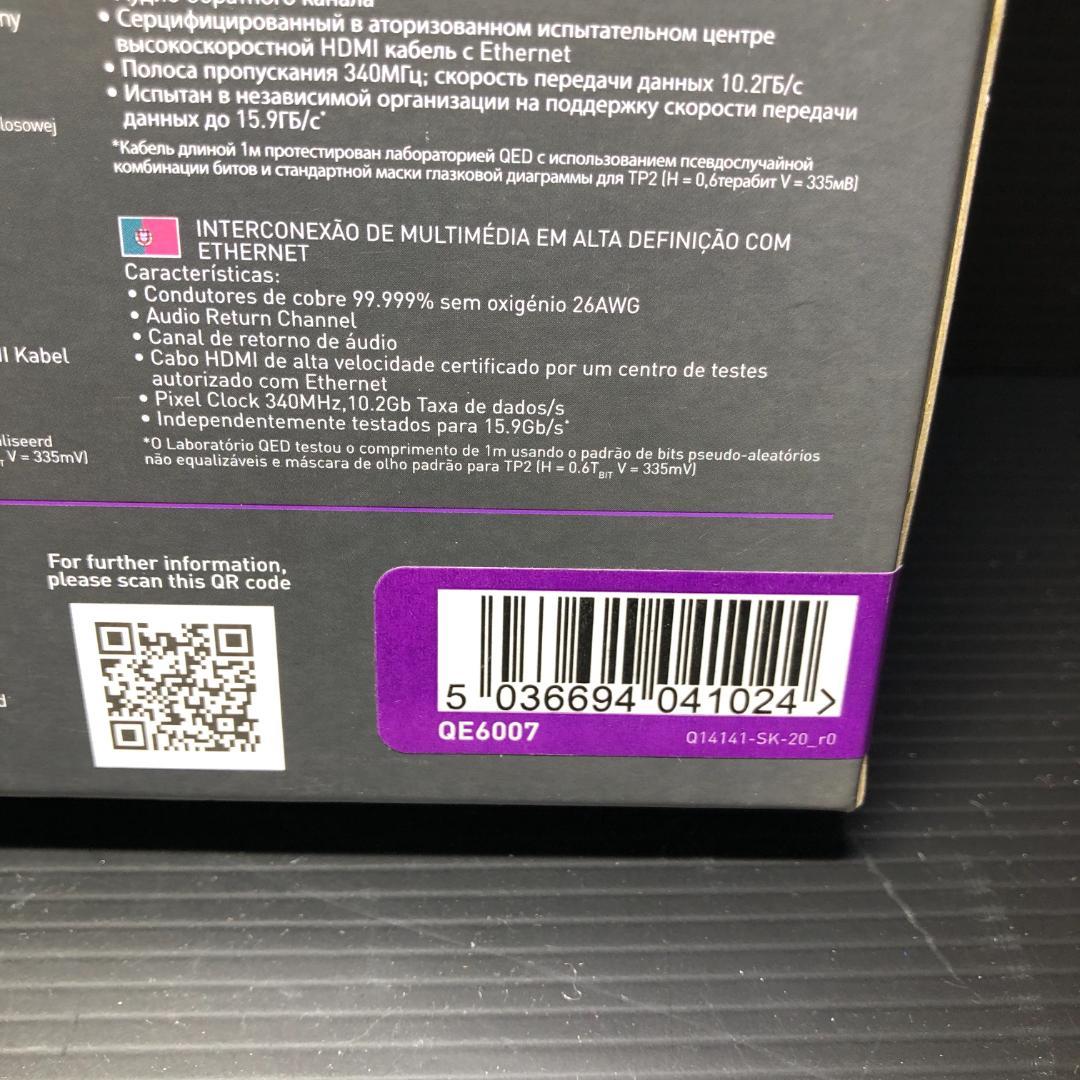 ny
Аудио обратного канала
• Серцифицированный в аторизованном испытательном центре
высокоскоростной HDMI кабель с Ethernet
• Полоса пропускания 340МГц; скорость передачи данных 10.2ГБ/с
• Испытан в независимой организации на поддержку скорости передачи
данных до 15.9ГБ/с*
losowej
*Кабель длиной 1м протестирован лабораторией QED с использованием псевдослучайной
комбинации битов и стандартной маски глазковой диаграммы для TP2 (H = 0,6терабит V = 335мВ)
INTERCONEXÃO DE MULTIMÉDIA EM ALTA DEFINIÇÃO COM
ETHERNET
Características:
• Condutores de cobre 99.999% sem oxigénio 26AWG
• Audio Return Channel
• Canal de retorno de áudio
• Cabo HDMI de alta velocidade certificado por um centro de testes
autorizado com Ethernet
• Pixel Clock 340MHz,10.2Gb Taxa de dados/s
• Independentemente testados para 15.9Gb/s*
*O Laboratório QED testou o comprimento de 1m usando o padrão de bits pseudo-aleatórios
não equalizáveis e máscara de olho padrão para TP2 (H = 0.6TBIT V = 335mV)
I Kabel
liseerd
V = 335mV)
For further information,
please scan this QR code
d
5 036694 041024 >
QE6007
Q14141-SK-20_r0